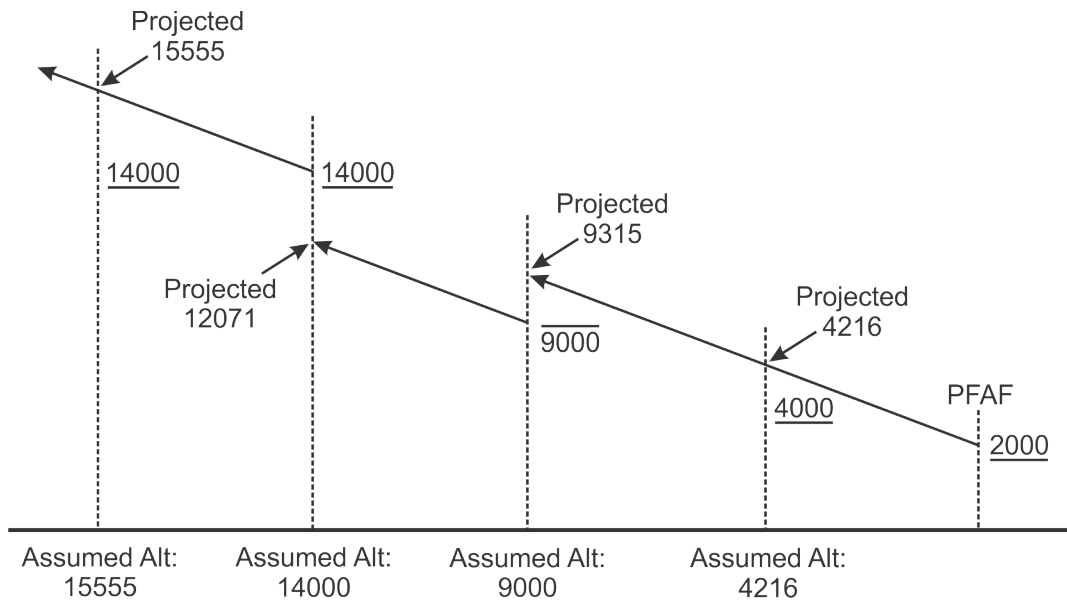 Projected
15555
14000
14000
Projected
9315
Projected
12071
9000
Projected
4216
4000
PFAF
2000
Assumed Alt:
15555
Assumed Alt:
14000
Assumed Alt:
9000
Assumed Alt:
4216